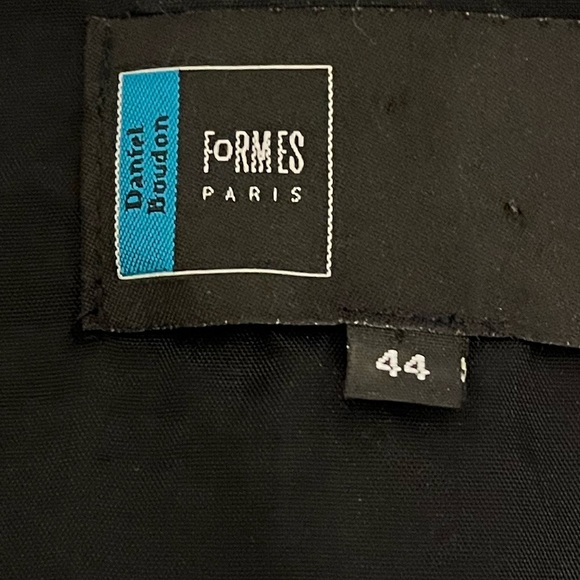 Daniel
Boudon
FORMES
PARIS
44